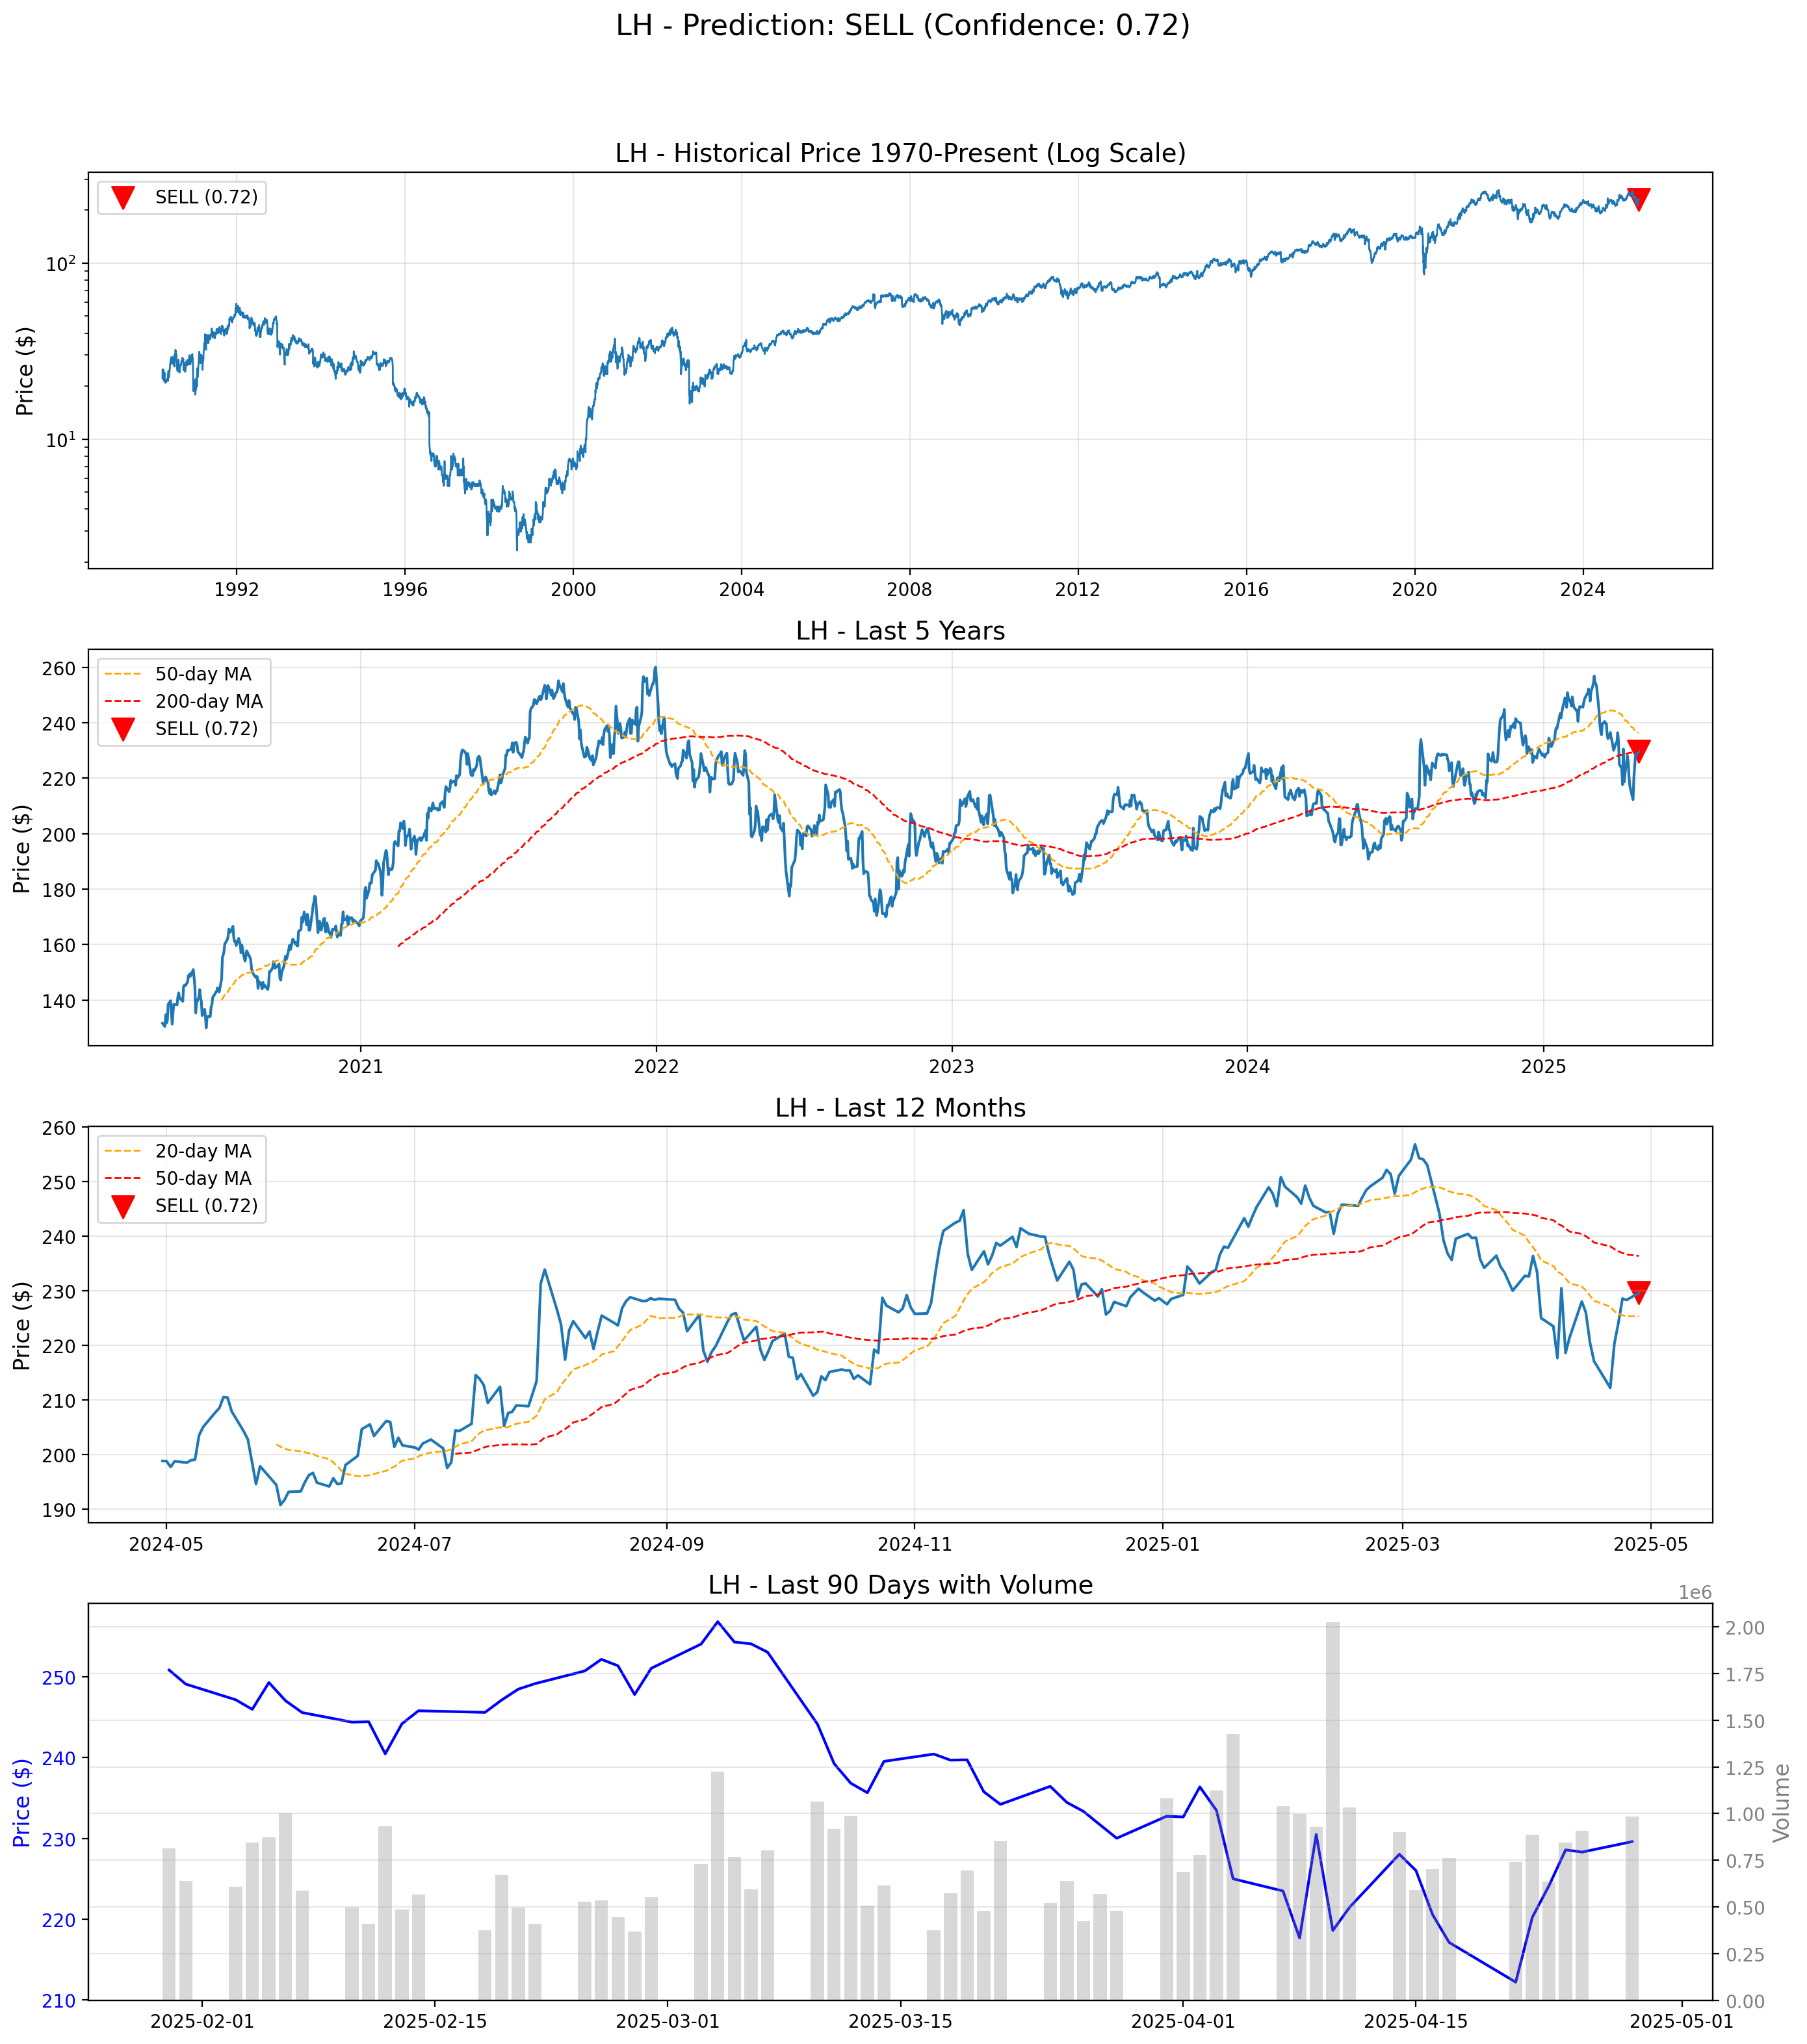 LH - Prediction: SELL (Confidence: 0.72)
LH - Historical Price 1970-Present (Log Scale)
SELL (0.72)
Price ($)
10²
10¹
1992 1996 2000 2004 2008 2012 2016 2020 2024
LH - Last 5 Years
50-day MA
200-day MA
SELL (0.72)
Price ($)
260
240
220
200
180
160
140
2021 2022 2023 2024 2025
LH - Last 12 Months
20-day MA
50-day MA
SELL (0.72)
Price ($)
260
250
240
230
220
210
200
190
2024-05 2024-07 2024-09 2024-11 2025-01 2025-03 2025-05
LH - Last 90 Days with Volume
1e6
Price ($)
250
240
230
220
210
2.00
1.75
1.50
1.25
1.00
0.75
0.50
0.25
0.00
Volume
2025-02-01 2025-02-15 2025-03-01 2025-03-15 2025-04-01 2025-04-15 2025-05-01